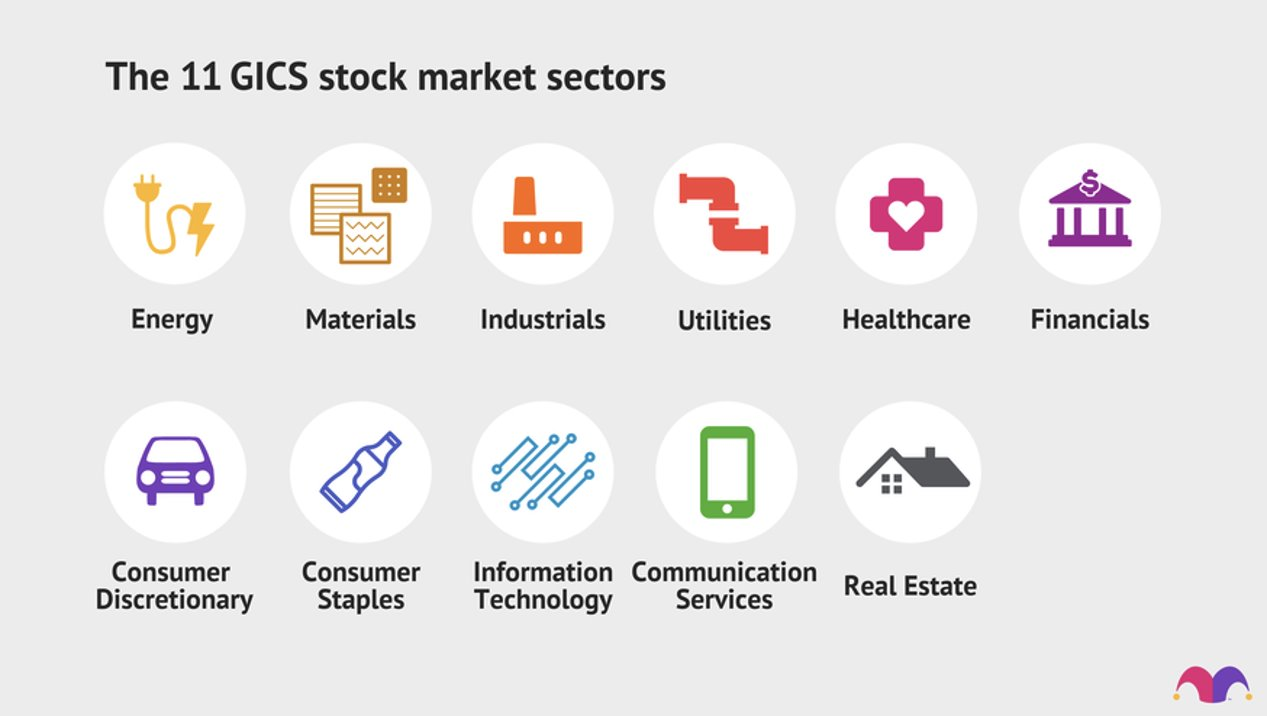 The 11 GICS stock market sectors
Energy
Materials
Industrials
Utilities
Healthcare
Financials
Consumer
Discretionary
Consumer
Staples
Information
Technology
Communication
Services
Real Estate